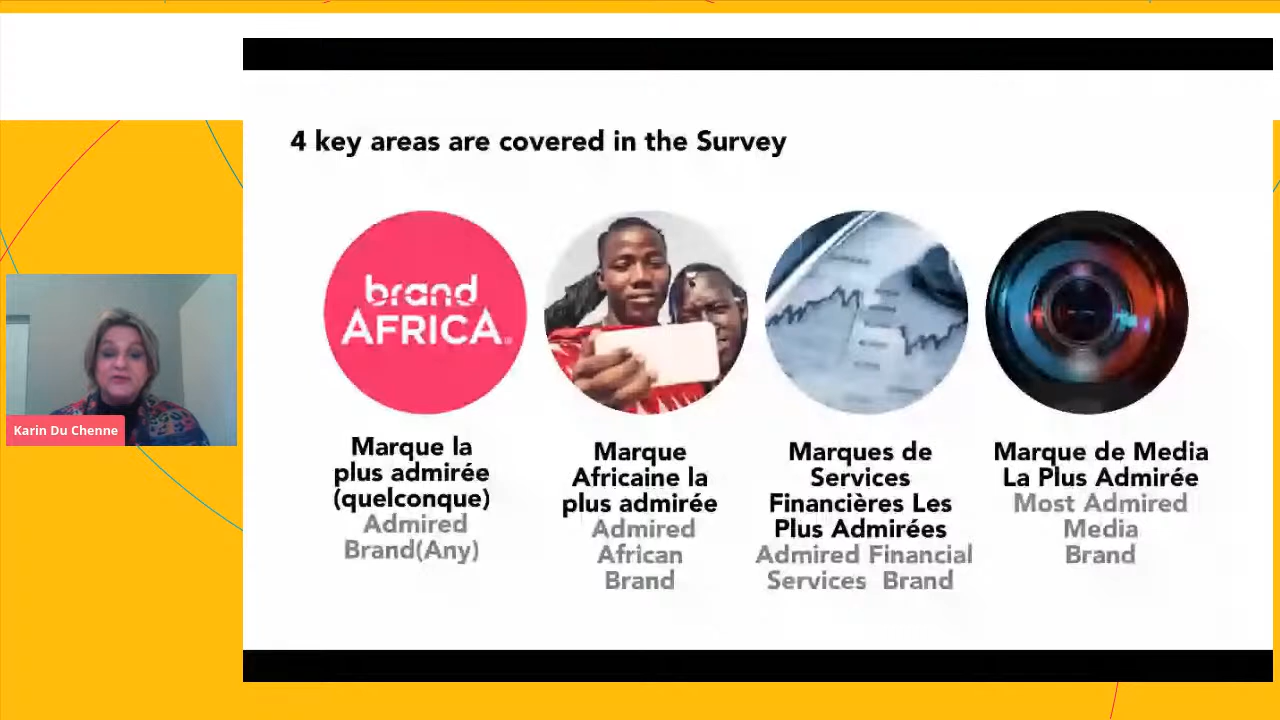 4 key areas are covered in the Survey
brand
AFRICA
Marque la
plus admirée
(quelconque)
Admired
Brand(Any)
Marque
Africaine la
plus admirée
Admired
African
Brand
Marques de
Services
Financières Les
Plus Admirées
Admired Financial
Services Brand
Marque de Media
La Plus Admirée
Most Admired
Media
Brand
Karin Du Chenne